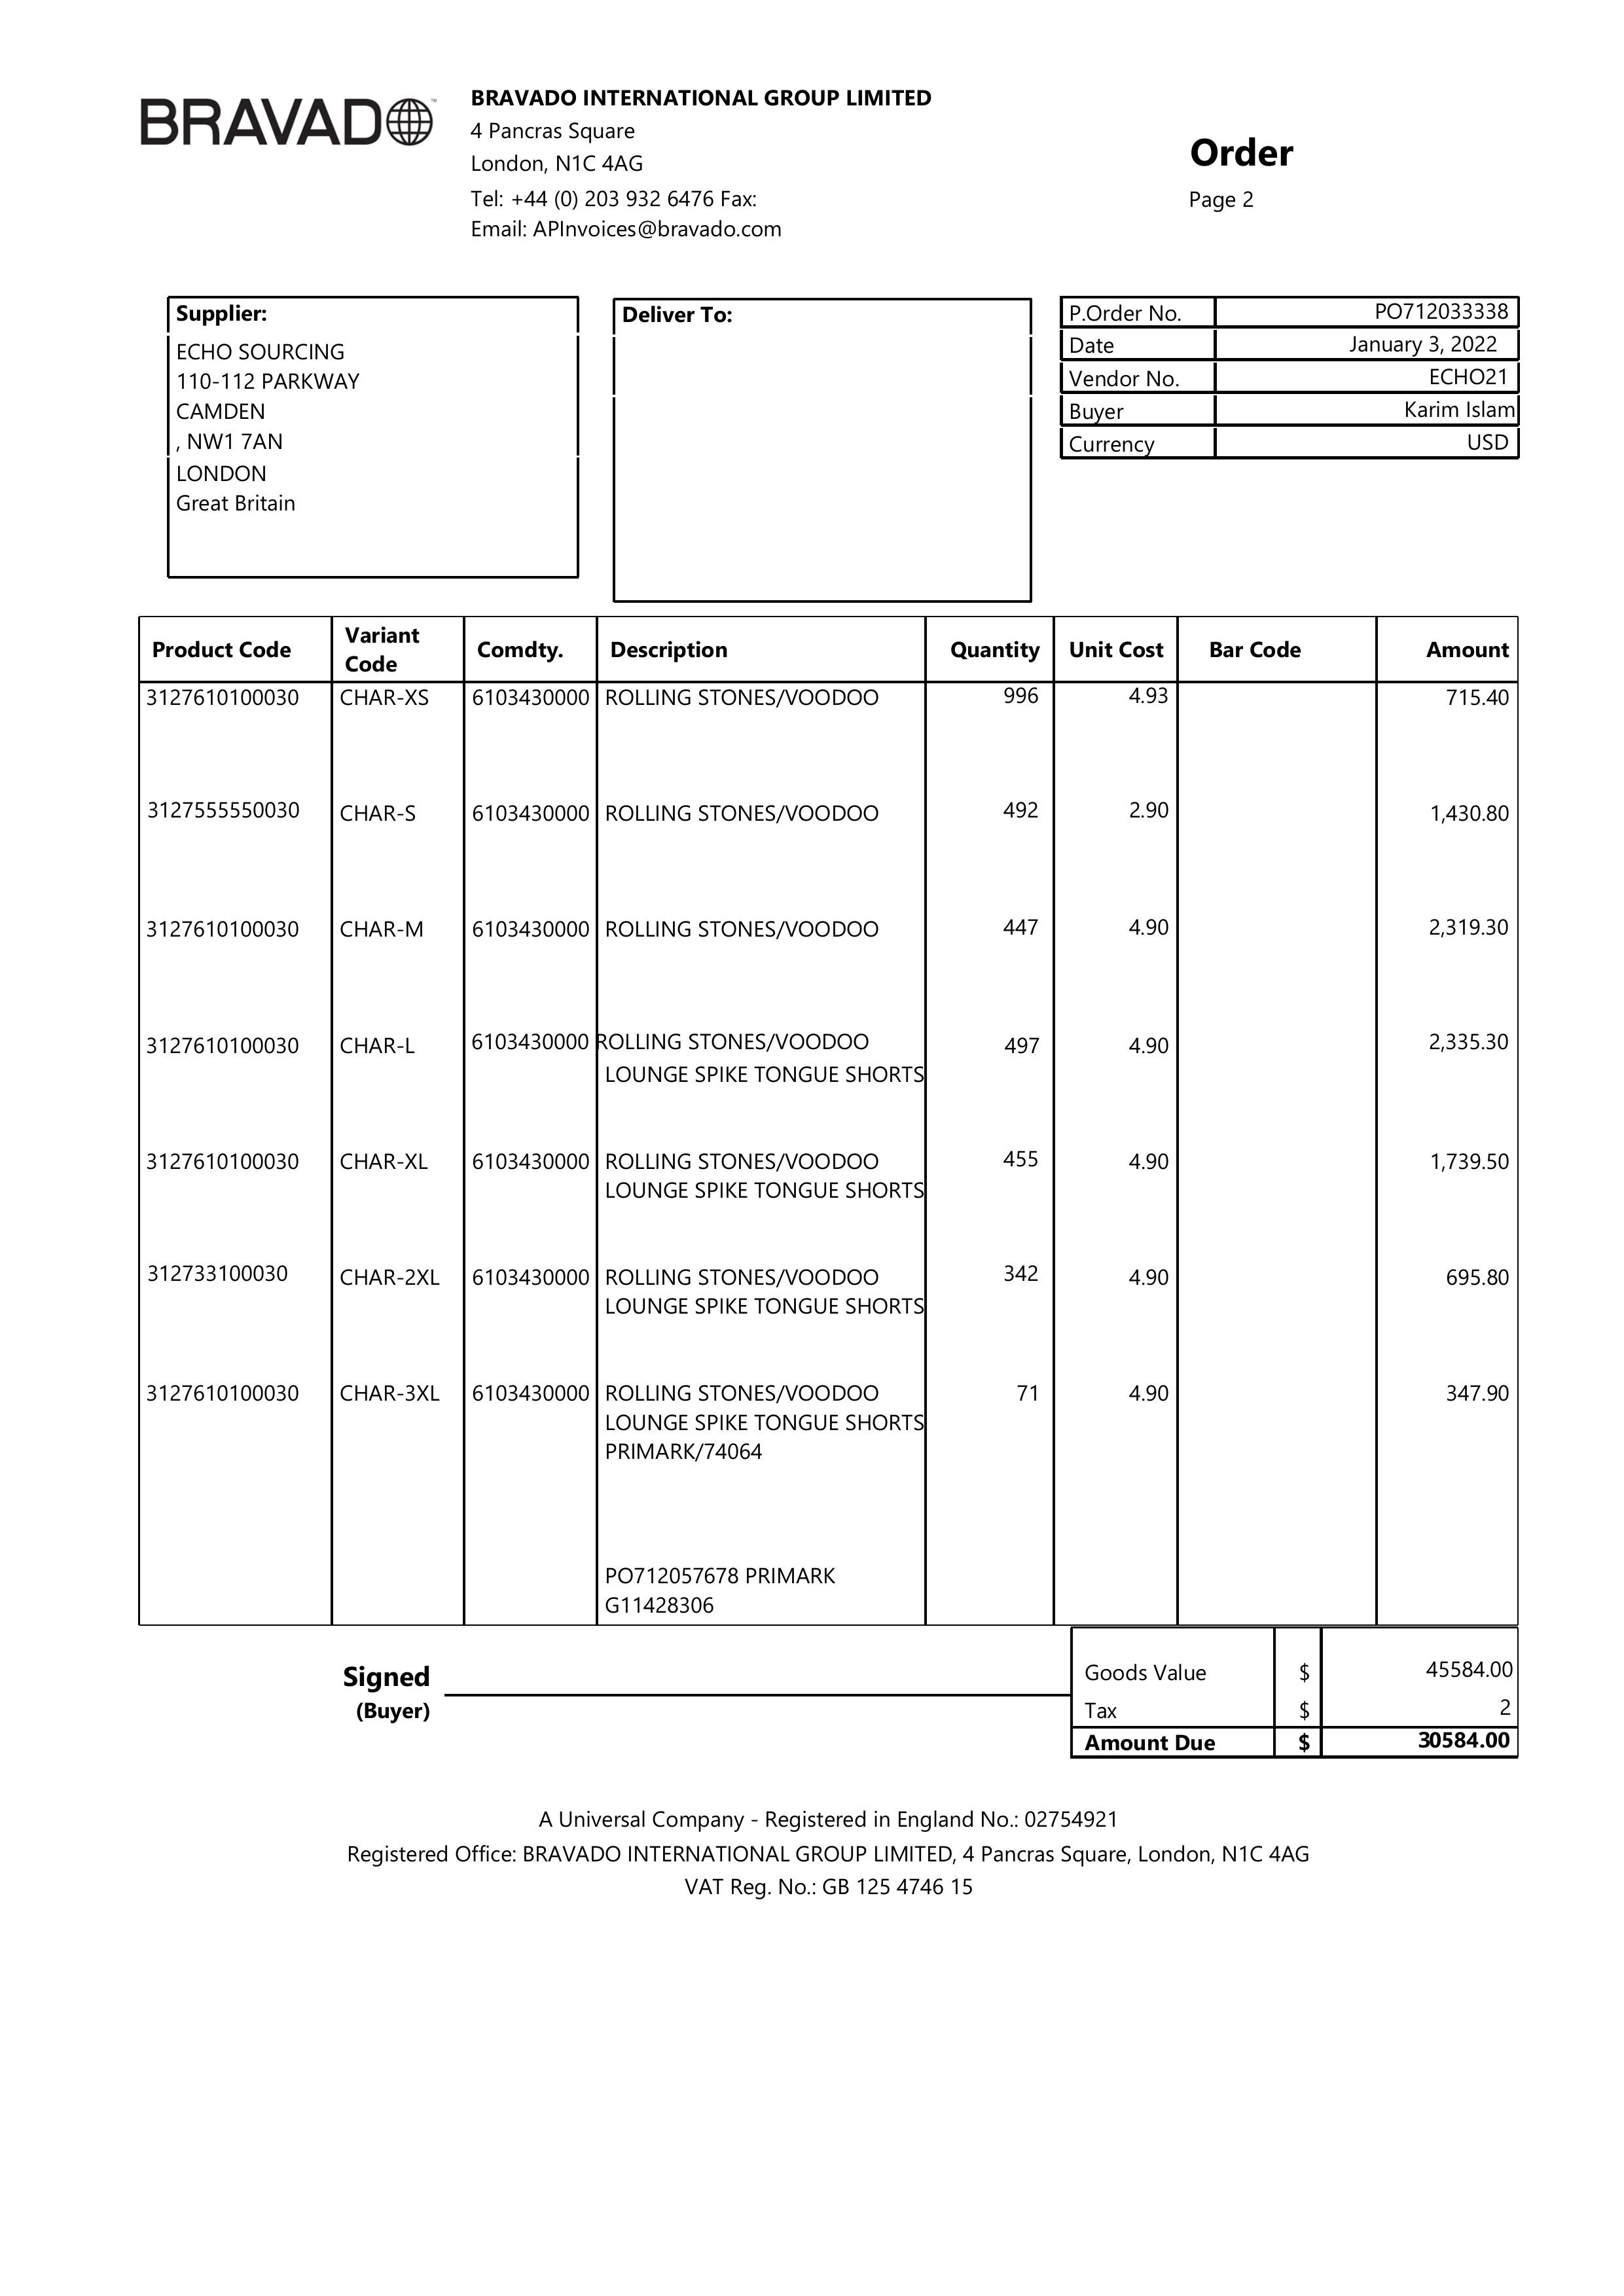 BRAVADO™
BRAVADO INTERNATIONAL GROUP LIMITED
4 Pancras Square
London, N1C 4AG
Tel: +44 (0) 203 932 6476 Fax:
Email: APInvoices@bravado.com
Order
Page 2
Supplier:
ECHO SOURCING
110-112 PARKWAY
CAMDEN
, NW1 7AN
LONDON
Great Britain
Deliver To:
P.Order No. PO712033338
Date January 3, 2022
Vendor No. ECHO21
Buyer Karim Islam
Currency USD
Product Code Variant Code Comdty. Description Quantity Unit Cost Bar Code Amount
3127610100030 CHAR-XS 6103430000 ROLLING STONES/VOODOO 996 4.93 715.40
3127555550030 CHAR-S 6103430000 ROLLING STONES/VOODOO 492 2.90 1,430.80
3127610100030 CHAR-M 6103430000 ROLLING STONES/VOODOO 447 4.90 2,319.30
3127610100030 CHAR-L 6103430000 ROLLING STONES/VOODOO 497 4.90 2,335.30
LOUNGE SPIKE TONGUE SHORTS
3127610100030 CHAR-XL 6103430000 ROLLING STONES/VOODOO 455 4.90 1,739.50
LOUNGE SPIKE TONGUE SHORTS
312733100030 CHAR-2XL 6103430000 ROLLING STONES/VOODOO 342 4.90 695.80
LOUNGE SPIKE TONGUE SHORTS
3127610100030 CHAR-3XL 6103430000 ROLLING STONES/VOODOO 71 4.90 347.90
LOUNGE SPIKE TONGUE SHORTS
PRIMARK/74064
PO712057678 PRIMARK
G11428306
Signed
(Buyer)
Goods Value $ 45584.00
Tax $ 2
Amount Due $ 30584.00
A Universal Company - Registered in England No.: 02754921
Registered Office: BRAVADO INTERNATIONAL GROUP LIMITED, 4 Pancras Square, London, N1C 4AG
VAT Reg. No.: GB 125 4746 15